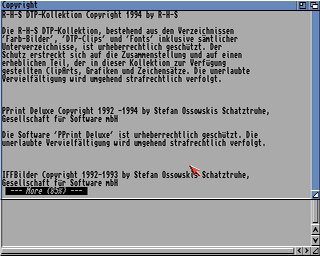 Copyright
R-H-S DTP-Kollektion Copyright 1994 by R-H-S
Die R-H-S DTP-Kollektion, bestehend aus den Verzeichnissen
'Farb-Bilder', 'DTP-Clips' und 'Fonts' inklusive sämtlicher
Unterverzeichnisse, ist urheberrechtlich geschützt. Der
Schutz erstreckt sich auf die Zusammenstellung und auf einen
erheblichen Teil, der in dieser Kollektion zur Verfügung
gestellten ClipArts, Grafiken und Zeichensätze. Die unerlaubte
Vervielfältigung wird umgehend strafrechtlich verfolgt.
PPrint Deluxe Copyright 1992 -1994 by Stefan Ossowskis Schatztruhe,
Gesellschaft für Software mbH
Die Software 'PPrint Deluxe' ist urheberrechtlich geschützt. Die
unerlaubte Vervielfältigung wird umgehend strafrechtlich verfolgt.
IFFBilder Copyright 1992-1993 by Stefan Ossowskis Schatztruhe,
Gesellschaft für Software mbH
-- More (85%) --